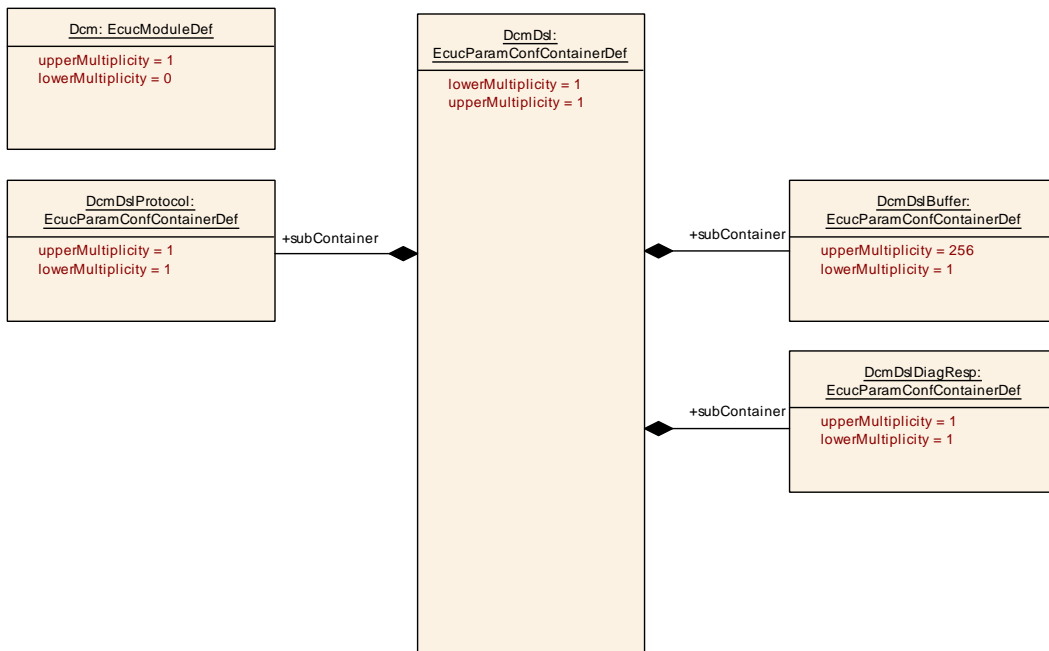 Dcm: EcucModuleDef
upperMultiplicity = 1
lowerMultiplicity = 0
DcmDsl:
EcucParamConfContainerDef
lowerMultiplicity = 1
upperMultiplicity = 1
DcmDslProtocol:
EcucParamConfContainerDef
upperMultiplicity = 1
lowerMultiplicity = 1
+subContainer
+subContainer
DcmDslBuffer:
EcucParamConfContainerDef
upperMultiplicity = 256
lowerMultiplicity = 1
+subContainer
DcmDslDiagResp:
EcucParamConfContainerDef
upperMultiplicity = 1
lowerMultiplicity = 1